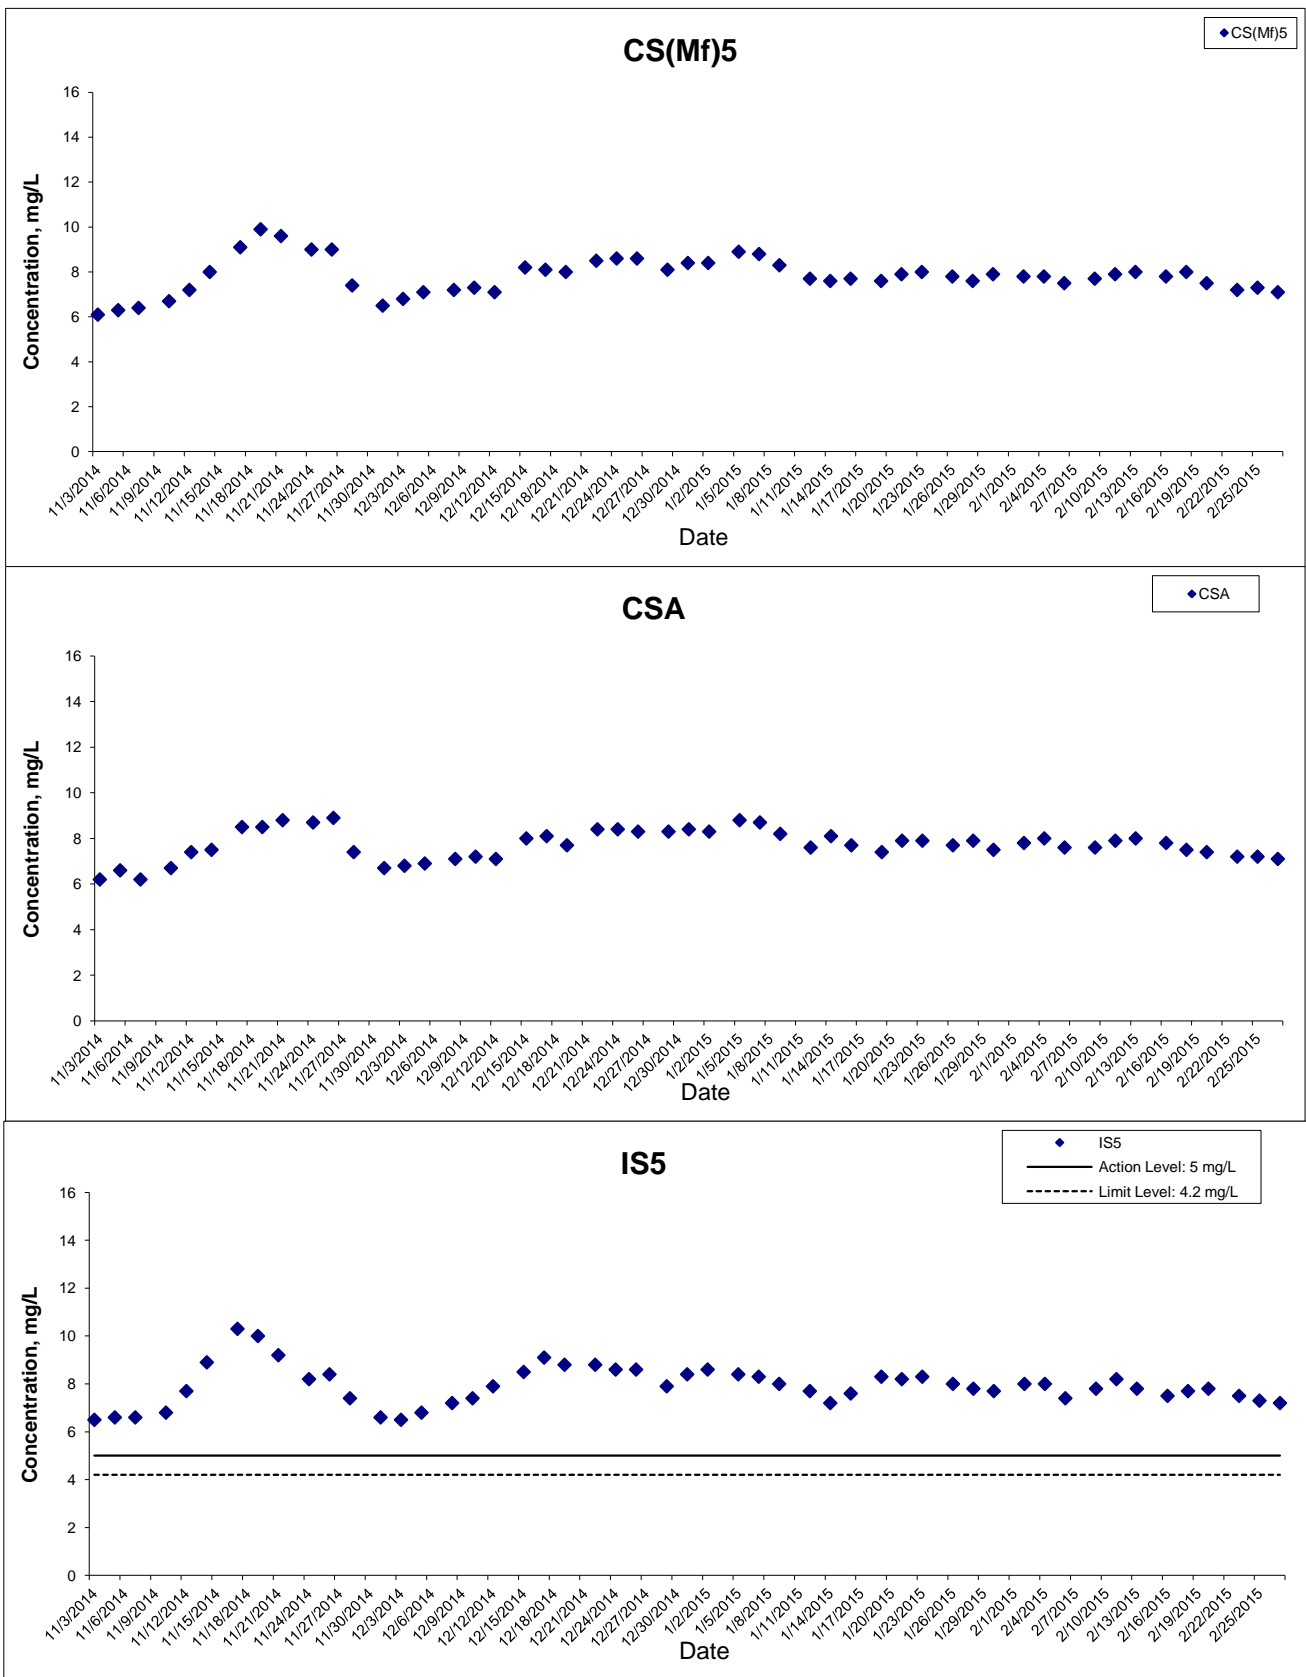 CS(Mf)5
CS(Mf)5
16
14
12
10
8
6
4
2
0
Concentration, mg/L
11/3/2014 11/6/2014 11/9/2014 11/12/2014 11/15/2014 11/18/2014 11/21/2014 11/24/2014 11/27/2014 11/30/2014 12/3/2014 12/6/2014 12/9/2014 12/12/2014 12/15/2014 12/18/2014 12/21/2014 12/24/2014 12/27/2014 12/30/2014 1/2/2015 1/5/2015 1/8/2015 1/11/2015 1/14/2015 1/17/2015 1/20/2015 1/23/2015 1/26/2015 1/29/2015 2/1/2015 2/4/2015 2/7/2015 2/10/2015 2/13/2015 2/16/2015 2/19/2015 2/22/2015 2/25/2015
Date
CSA
CSA
16
14
12
10
8
6
4
2
0
Concentration, mg/L
11/3/2014 11/6/2014 11/9/2014 11/12/2014 11/15/2014 11/18/2014 11/21/2014 11/24/2014 11/27/2014 11/30/2014 12/3/2014 12/6/2014 12/9/2014 12/12/2014 12/15/2014 12/18/2014 12/21/2014 12/24/2014 12/27/2014 12/30/2014 1/2/2015 1/5/2015 1/8/2015 1/11/2015 1/14/2015 1/17/2015 1/20/2015 1/23/2015 1/26/2015 1/29/2015 2/1/2015 2/4/2015 2/7/2015 2/10/2015 2/13/2015 2/16/2015 2/19/2015 2/22/2015 2/25/2015
Date
IS5
IS5
Action Level: 5 mg/L
Limit Level: 4.2 mg/L
16
14
12
10
8
6
4
2
0
Concentration, mg/L
11/3/2014 11/6/2014 11/9/2014 11/12/2014 11/15/2014 11/18/2014 11/21/2014 11/24/2014 11/27/2014 11/30/2014 12/3/2014 12/6/2014 12/9/2014 12/12/2014 12/15/2014 12/18/2014 12/21/2014 12/24/2014 12/27/2014 12/30/2014 1/2/2015 1/5/2015 1/8/2015 1/11/2015 1/14/2015 1/17/2015 1/20/2015 1/23/2015 1/26/2015 1/29/2015 2/1/2015 2/4/2015 2/7/2015 2/10/2015 2/13/2015 2/16/2015 2/19/2015 2/22/2015 2/25/2015
Date